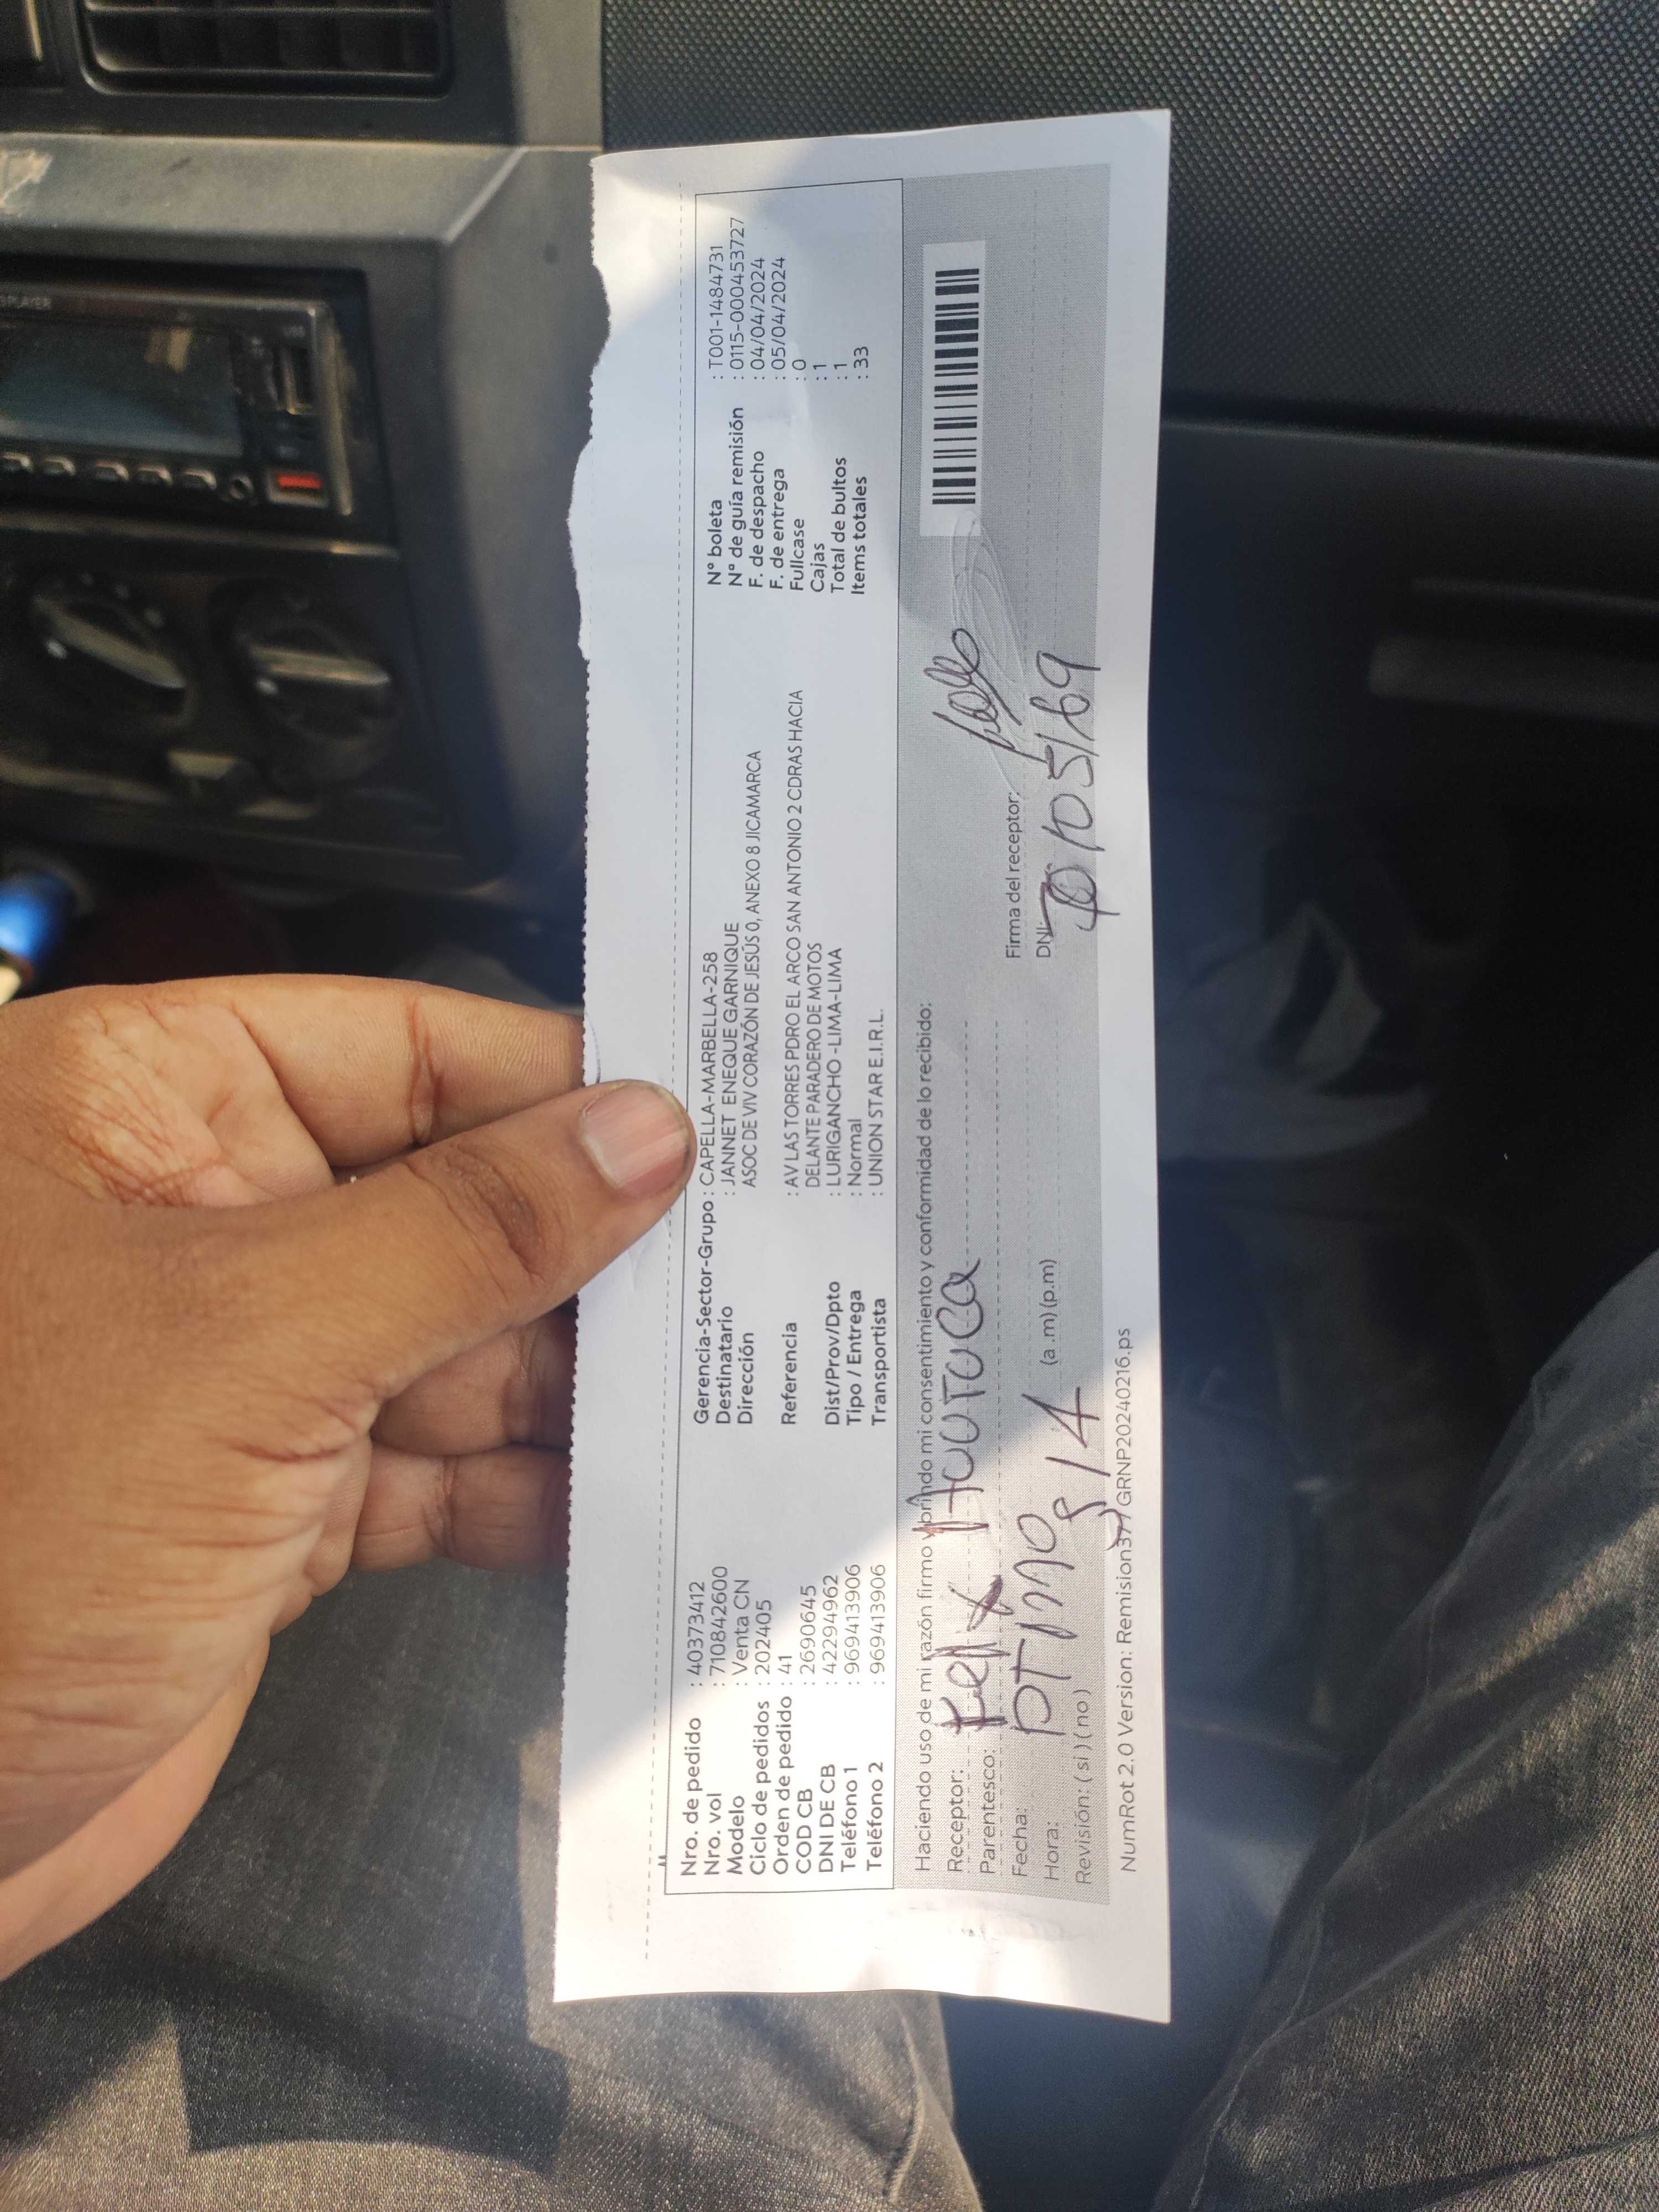 Nro. de pedido : 40373412
Nro. vol : 710842600
Modelo : Venta CN
Ciclo de pedidos : 202405
Orden de pedido : 41
COD CB : 2690645
DNI DE CB : 42294962
Teléfono 1 : 969413906
Teléfono 2 : 969413906
Gerencia-Sector-Grupo : CAPELLA-MARBELLA-258
Destinatario : JANNET ENEQUE GARNIQUE
Dirección ASOC DE VIV CORAZÓN DE JESÚS 0, ANEXO 8 JICAMARCA
Referencia : AV LAS TORRES PDRO EL ARCO SAN ANTONIO 2 CDRAS HACIA
DELANTE PARADERO DE MOTOS
Dist/Prov/Dpto : LURIGANCHO -LIMA-LIMA
Tipo / Entrega : Normal
Transportista : UNION STAR E.I.R.L.
N° boleta : T001-1484731
N° de guía remisión : 0115-000453727
F. de despacho : 04/04/2024
F. de entrega : 05/04/2024
Fullcase : 0
Cajas : 1
Total de bultos : 1
Items totales : 33
Haciendo uso de mi razón firmo y brindo mi consentimiento y conformidad de lo recibido:
Receptor: Felix
Parentesco:
Fecha:
Hora: 5/4 (a .m) (p.m)
Revisión: ( si ) ( no )
Firma del receptor:
DNI:
NumRot 2.0 Version: Remision377 GRNP20240216.ps